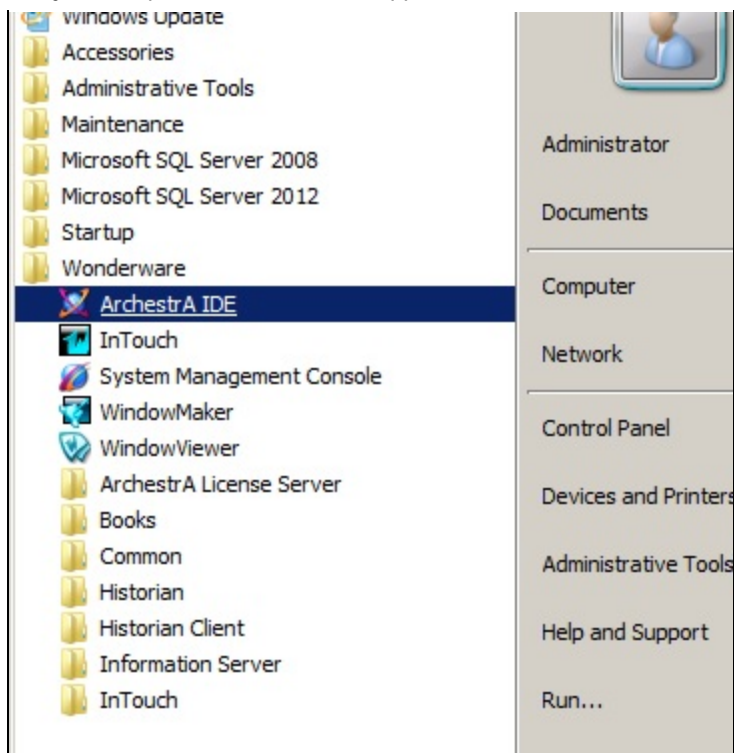 Windows Update
Accessories
Administrative Tools
Maintenance
Microsoft SQL Server 2008
Microsoft SQL Server 2012
Startup
Wonderware
ArchestrA IDE
InTouch
System Management Console
WindowMaker
WindowViewer
ArchestrA License Server
Books
Common
Historian
Historian Client
Information Server
InTouch
Administrator
Documents
Computer
Network
Control Panel
Devices and Printers
Administrative Tools
Help and Support
Run...